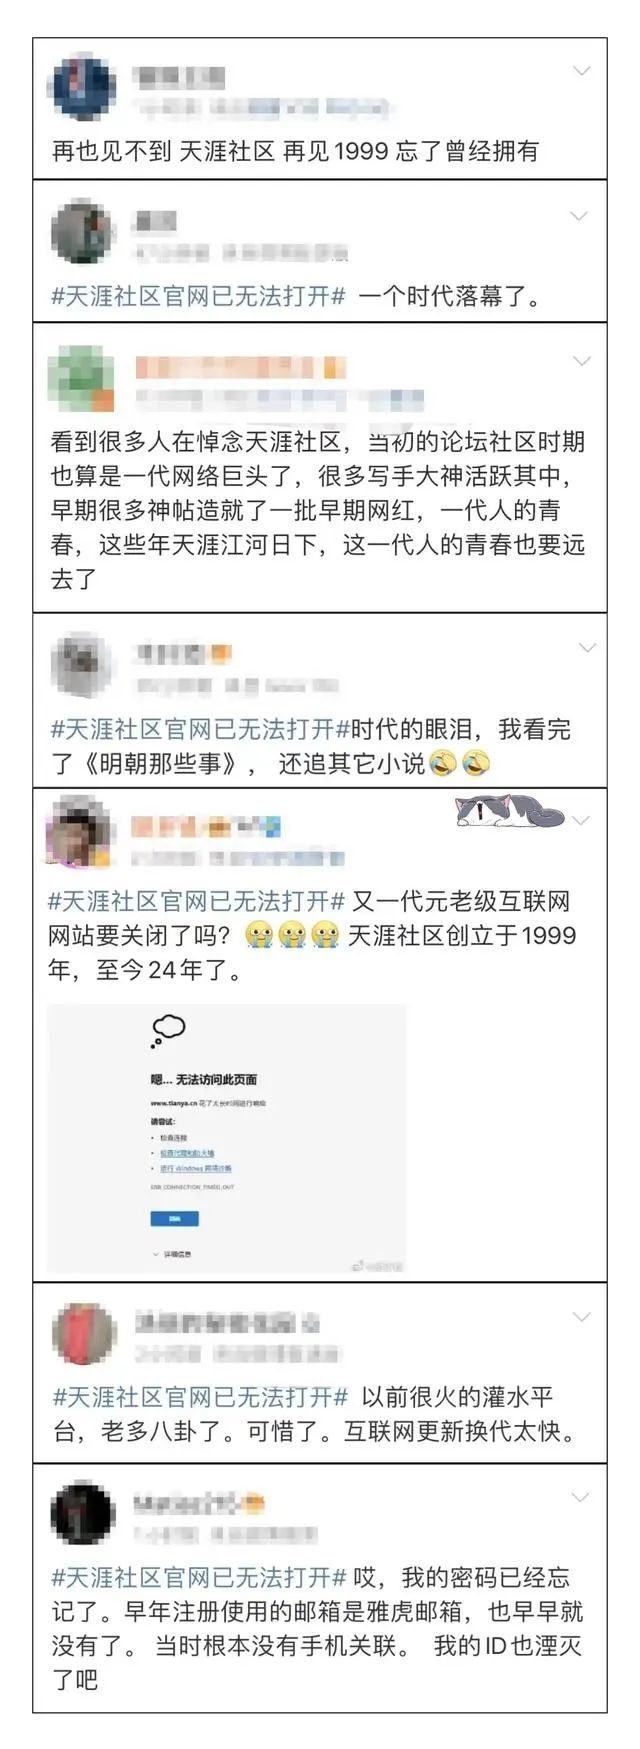 再也见不到 天涯社区 再见1999 忘了曾经拥有
#天涯社区官网已无法打开# 一个时代落幕了。
看到很多人在悼念天涯社区，当初的论坛社区时期
也算是一代网络巨头了，很多写手大神活跃其中，
早期很多神帖造就了一批早期网红，一代人的青
春，这些年天涯江河日下，这一代人的青春也要远
去了
#天涯社区官网已无法打开#时代的眼泪，我看完
了《明朝那些事》， 还追其它小说🤣🤣
#天涯社区官网已无法打开# 又一代元老级互联网
网站要关闭了吗？😭😭😭 天涯社区创立于1999
年，至今24年了。
嗯... 无法访问此页面
www.tianya.cn 花了太长时间进行响应
请尝试：
• 检查连接
• 检查代理和防火墙
• 运行 Windows 网络诊断
ERR_CONNECTION_TIMED_OUT
详细信息
#天涯社区官网已无法打开# 以前很火的灌水平
台，老多八卦了。可惜了。互联网更新换代太快。
#天涯社区官网已无法打开# 哎，我的密码已经忘
记了。早年注册使用的邮箱是雅虎邮箱，也早早就
没有了。 当时根本没有手机关联。 我的ID也湮灭
了吧